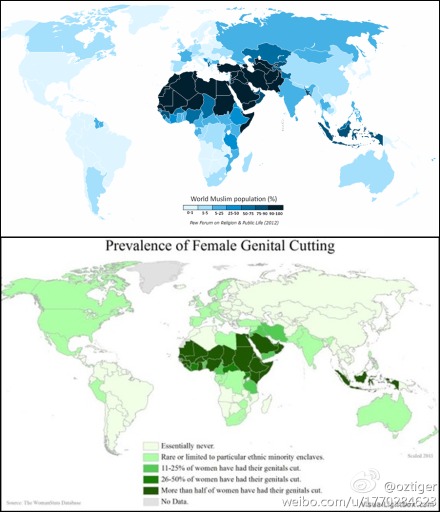 World Muslim population (%)
0-1 1-5 5-25 25-50 50-75 75-90 90-100
Pew Forum on Religion & Public Life (2012)
Prevalence of Female Genital Cutting
Essentially never.
Rare or limited to particular ethnic minority enclaves.
11-25% of women have had their genitals cut.
26-50% of women have had their genitals cut.
More than half of women have had their genitals cut.
No Data.
Scaled 2011
Source: The WomanStats Database
@oztiger
weibo.com/u/1770284623